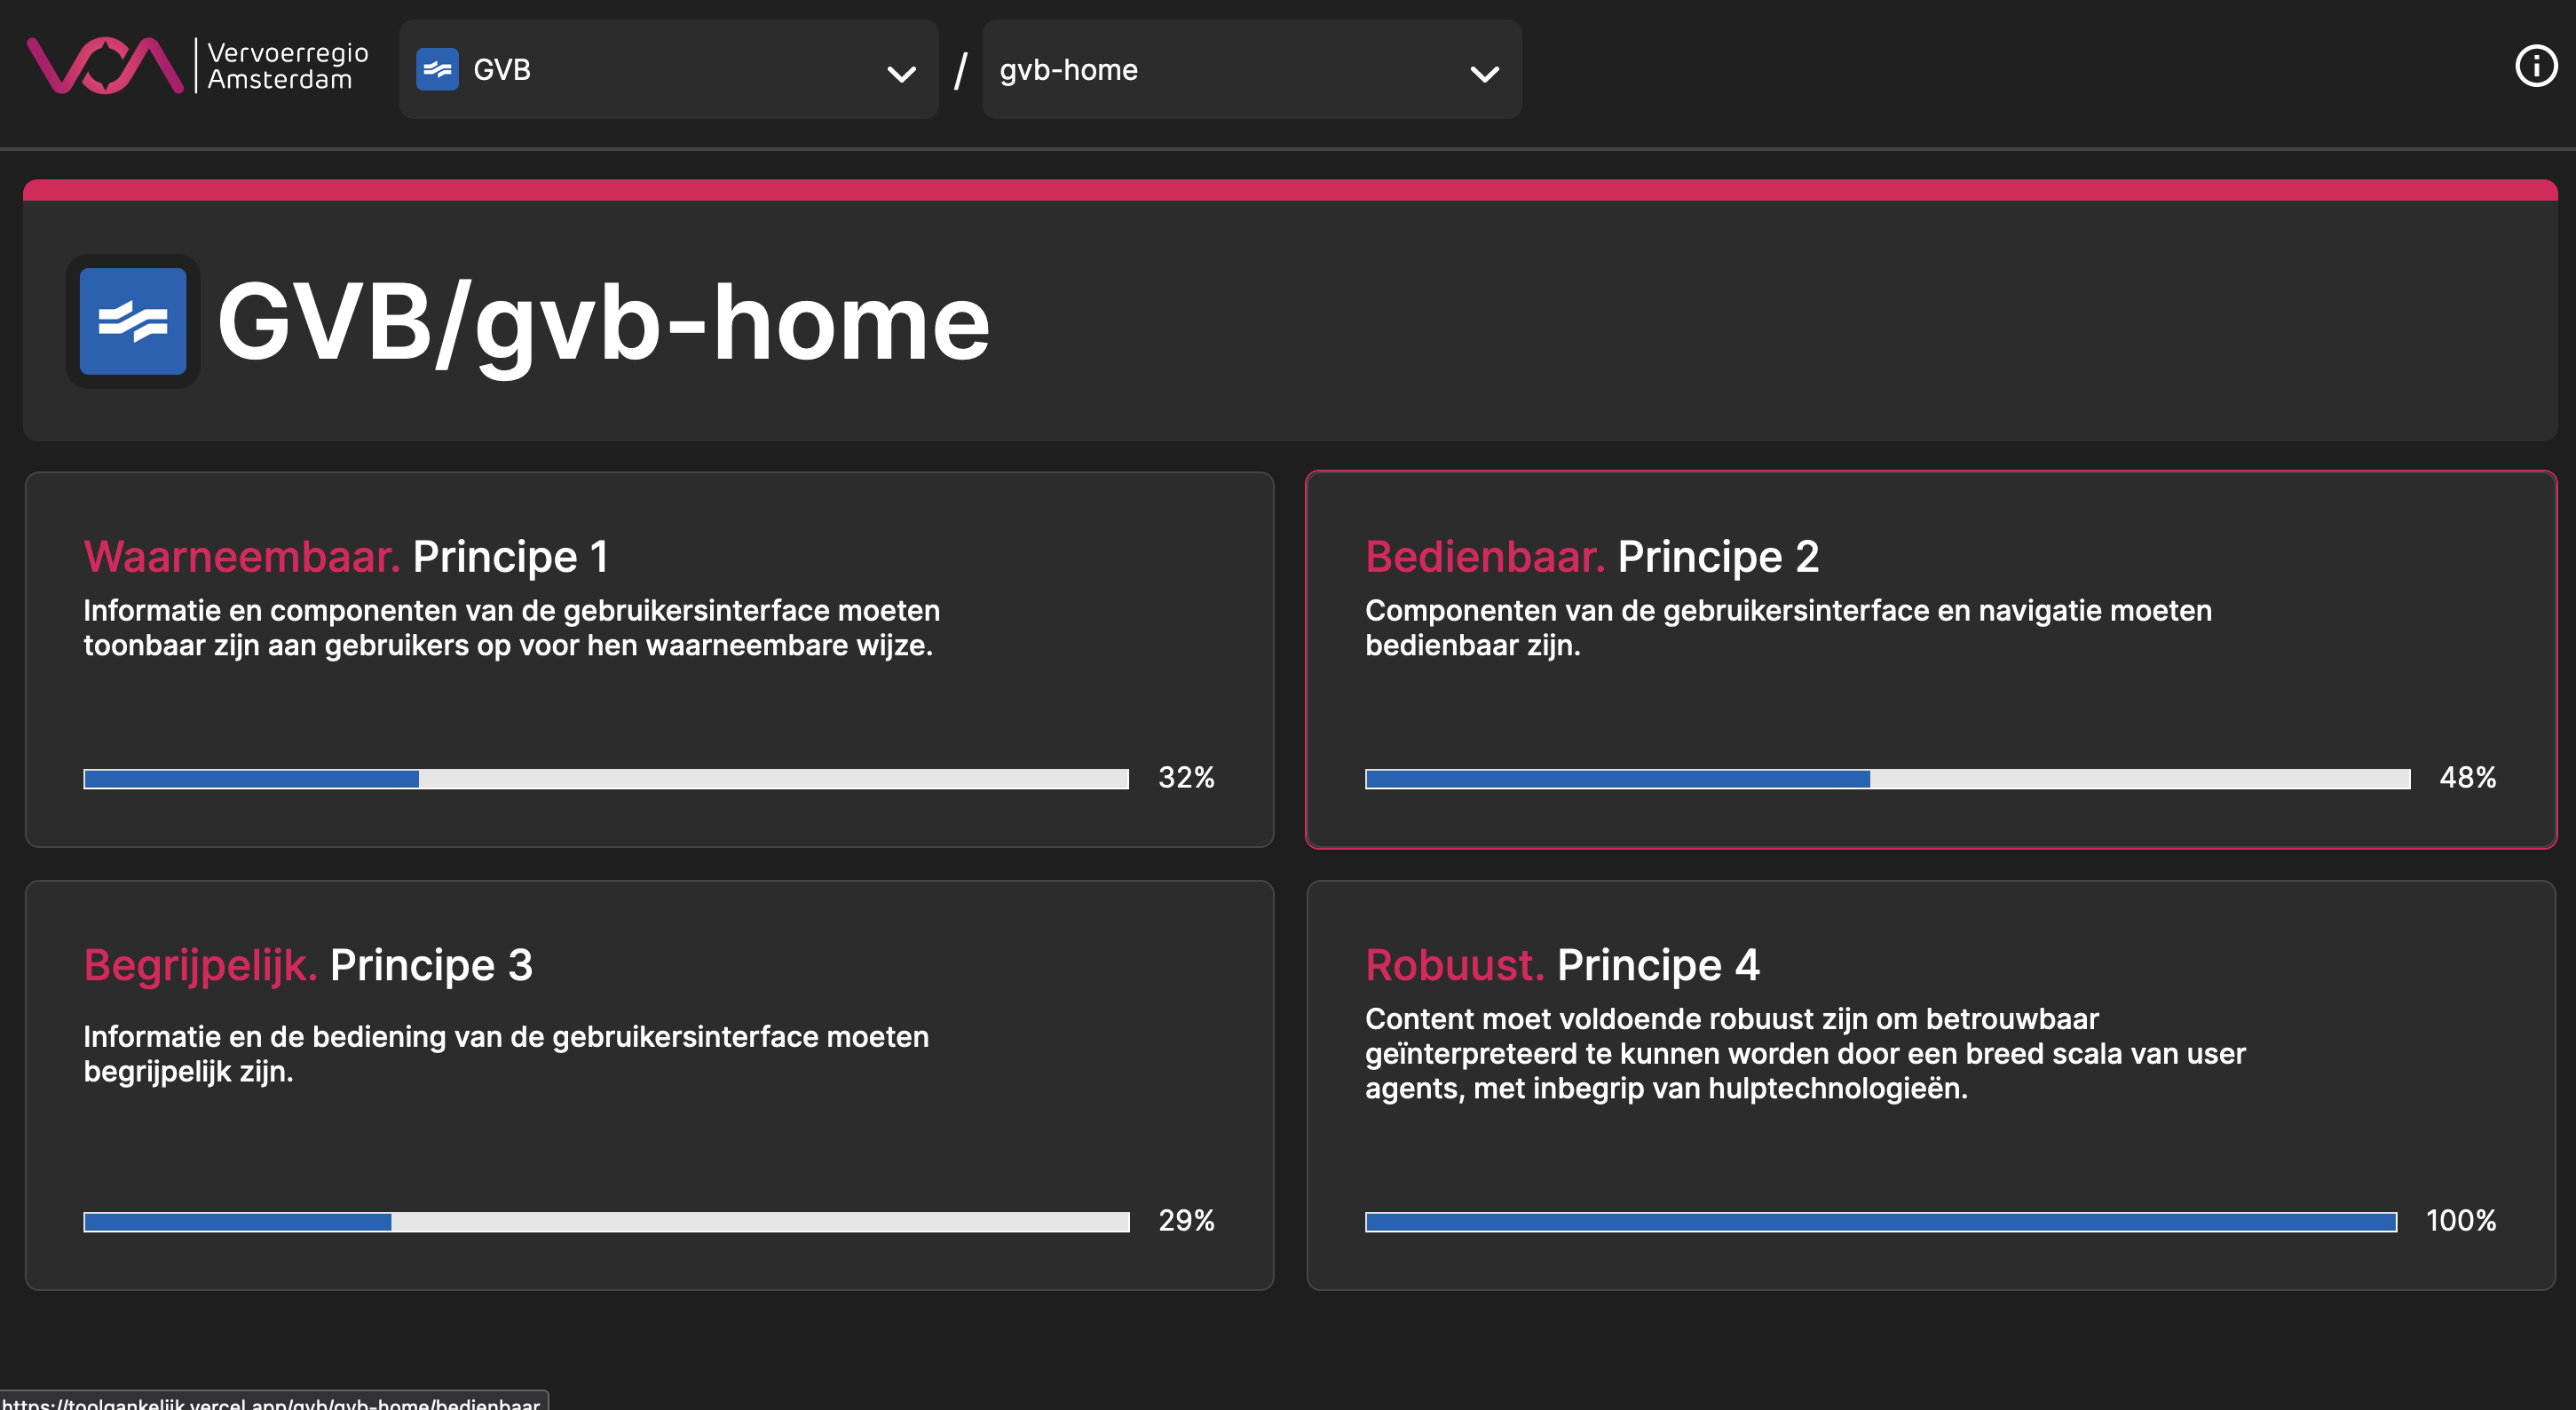 Vervoerregio
Amsterdam
GVB
/
gvb-home
GVB/gvb-home
Waarneembaar. Principe 1
Informatie en componenten van de gebruikersinterface moeten
toonbaar zijn aan gebruikers op voor hen waarneembare wijze.
32%
Bedienbaar. Principe 2
Componenten van de gebruikersinterface en navigatie moeten
bedienbaar zijn.
48%
Begrijpelijk. Principe 3
Informatie en de bediening van de gebruikersinterface moeten
begrijpelijk zijn.
29%
Robuust. Principe 4
Content moet voldoende robuust zijn om betrouwbaar
geïnterpreteerd te kunnen worden door een breed scala van user
agents, met inbegrip van hulptechnologieën.
100%
https://toolgankelijk.vercel.app/gvb/gvb-home/bedienbaar